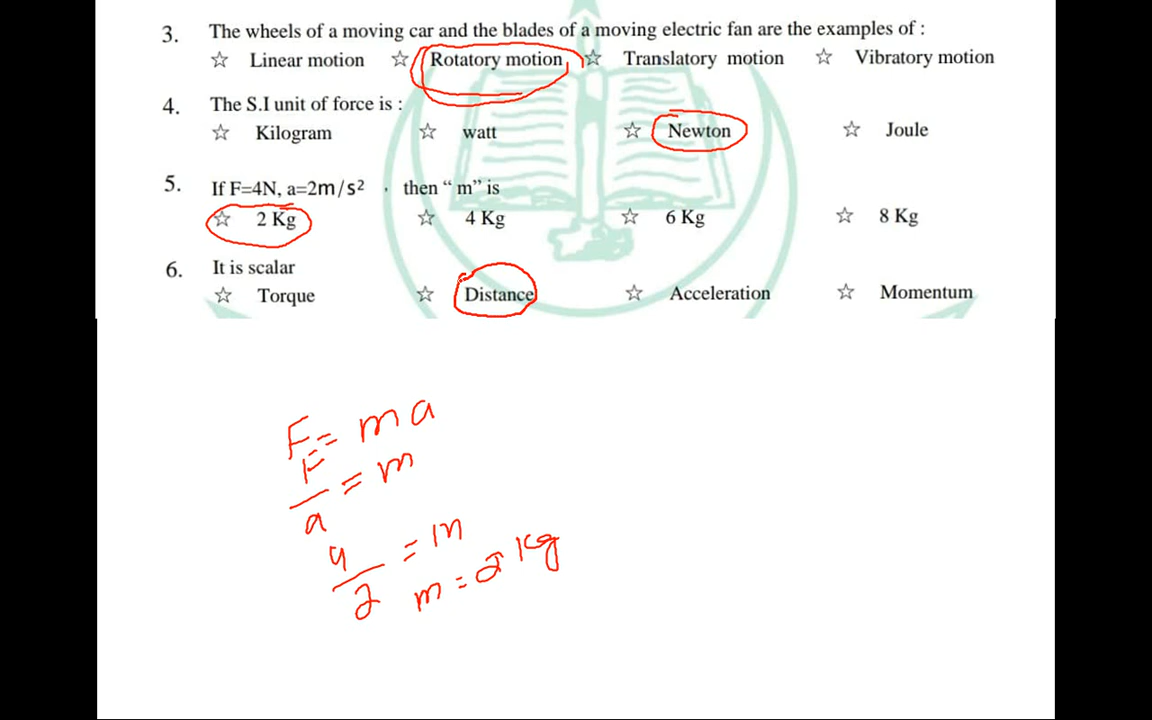 3. The wheels of a moving car and the blades of a moving electric fan are the examples of :
☆ Linear motion ☆ Rotatory motion ☆ Translatory motion ☆ Vibratory motion
4. The S.I unit of force is :
☆ Kilogram ☆ watt ☆ Newton ☆ Joule
5. If F=4N, a=2m/s² , then “ m” is
☆ 2 Kg ☆ 4 Kg ☆ 6 Kg ☆ 8 Kg
6. It is scalar
☆ Torque ☆ Distance ☆ Acceleration ☆ Momentum
F = m a
F/a = m
4/2 = m
m = 2 Kg